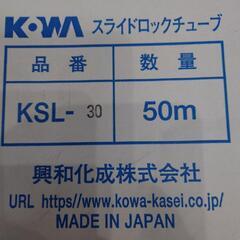 KOWA スライドロックチューブ
品番 数量
KSL-30 50m
興和化成株式会社
URL https//www.kowa-kasei.co.jp/
MADE IN JAPAN